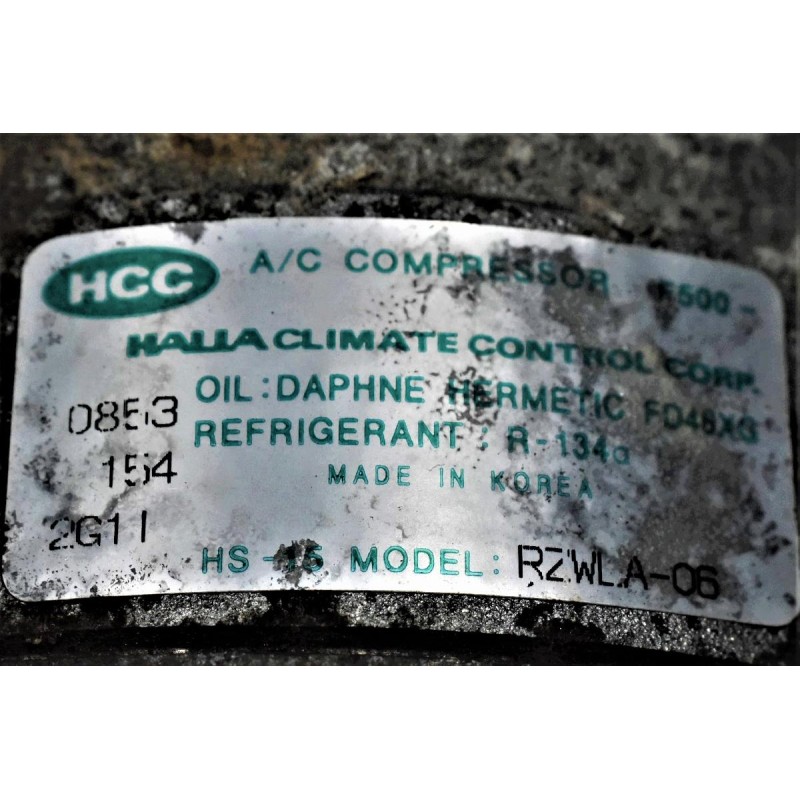 HCC
A/C COMPRESSOR F500-
HALLA CLIMATE CONTROL CORP.
OIL: DAPHNE HERMETIC FD46XG
0853
REFRIGERANT: R-134a
154
MADE IN KOREA
2G11
HS-15 MODEL: RZWLA-06